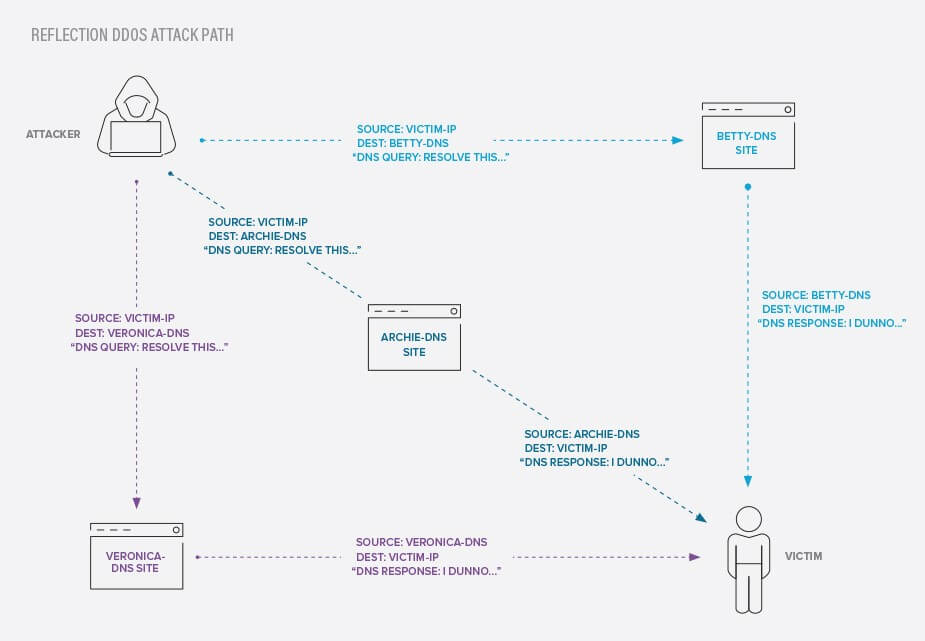 REFLECTION DDOS ATTACK PATH
ATTACKER
SOURCE: VICTIM-IP
DEST: BETTY-DNS
“DNS QUERY: RESOLVE THIS...”
BETTY-DNS
SITE
SOURCE: VICTIM-IP
DEST: ARCHIE-DNS
“DNS QUERY: RESOLVE THIS...”
SOURCE: BETTY-DNS
DEST: VICTIM-IP
“DNS RESPONSE: I DUNNO...”
SOURCE: VICTIM-IP
DEST: VERONICA-DNS
“DNS QUERY: RESOLVE THIS...”
ARCHIE-DNS
SITE
SOURCE: ARCHIE-DNS
DEST: VICTIM-IP
“DNS RESPONSE: I DUNNO...”
VERONICA-
DNS SITE
SOURCE: VERONICA-DNS
DEST: VICTIM-IP
“DNS RESPONSE: I DUNNO...”
VICTIM